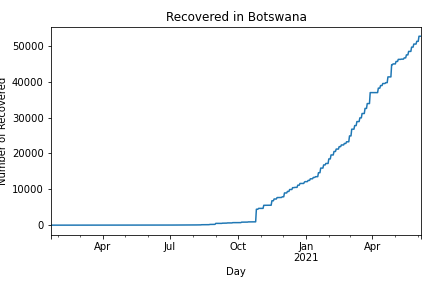 Recovered in Botswana
Number of Recovered
50000
40000
30000
20000
10000
0
Apr
Jul
Oct
Jan
2021
Apr
Day